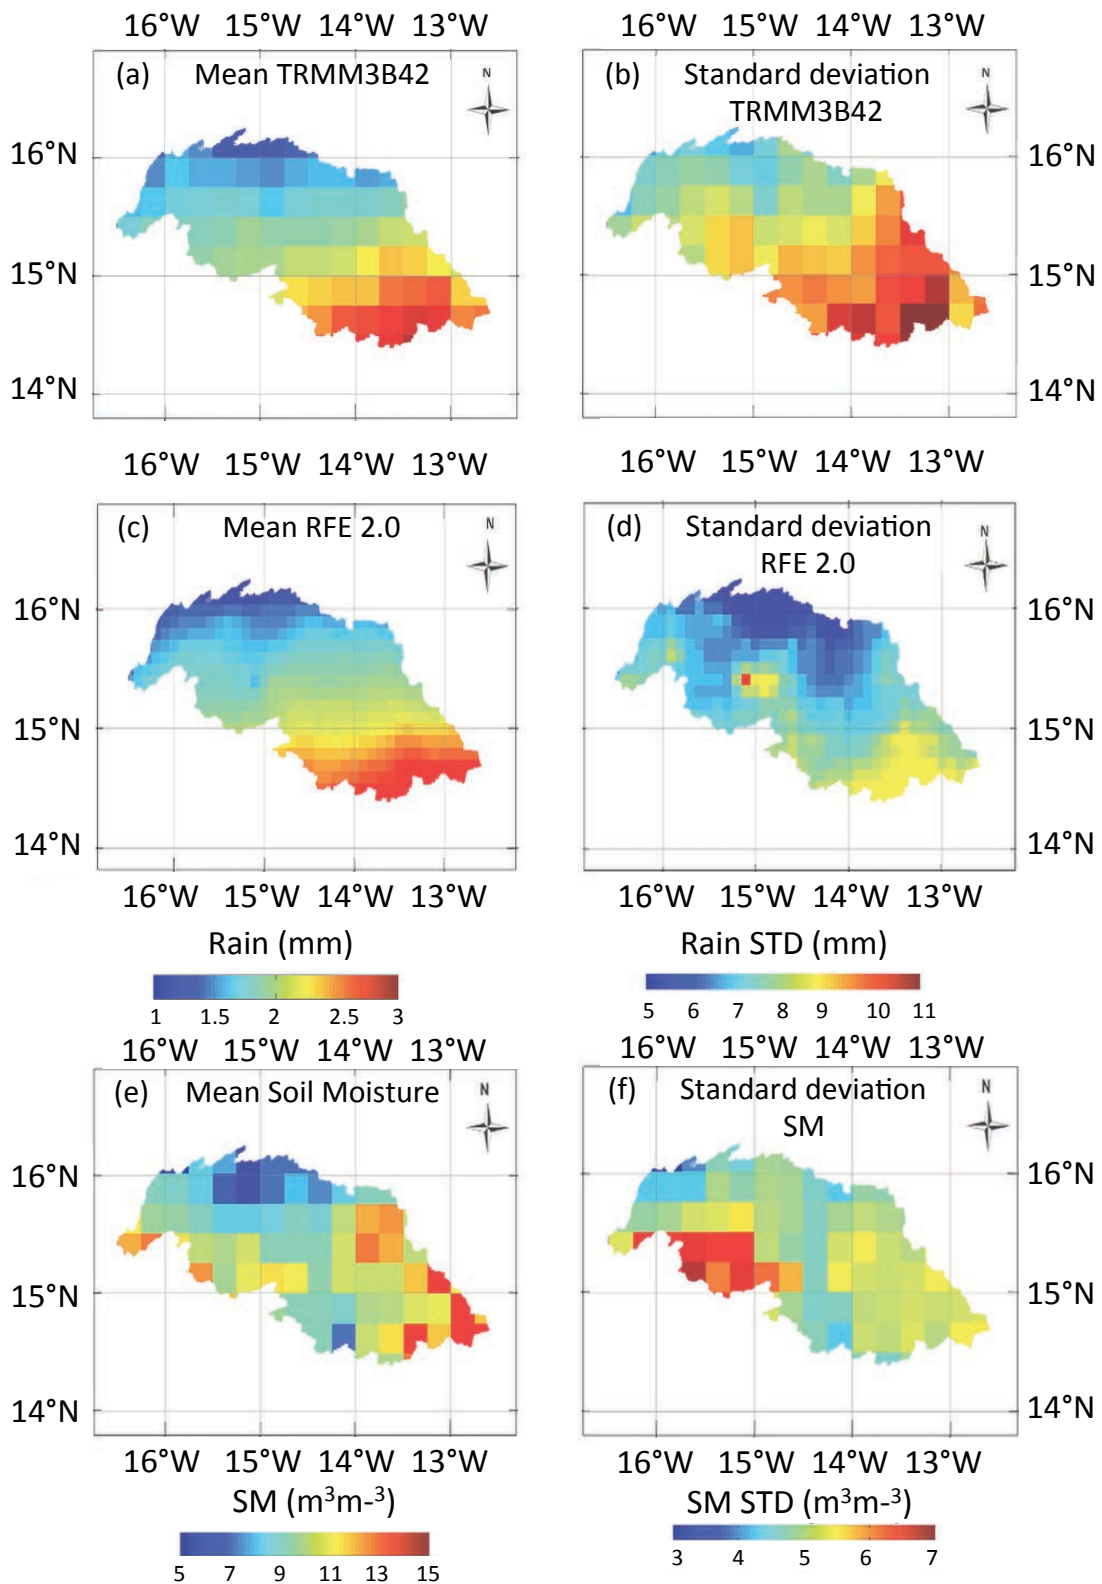 16°W 15°W 14°W 13°W 16°W 15°W 14°W 13°W
(a) Mean TRMM3B42 N (b) Standard deviation N
TRMM3B42
16°N 16°N
15°N 15°N
14°N 14°N
16°W 15°W 14°W 13°W 16°W 15°W 14°W 13°W
(c) Mean RFE 2.0 N (d) Standard deviation N
RFE 2.0
16°N 16°N
15°N 15°N
14°N 14°N
16°W 15°W 14°W 13°W 16°W 15°W 14°W 13°W
Rain (mm) Rain STD (mm)
1 1.5 2 2.5 3 5 6 7 8 9 10 11
16°W 15°W 14°W 13°W 16°W 15°W 14°W 13°W
(e) Mean Soil Moisture N (f) Standard deviation N
SM
16°N 16°N
15°N 15°N
14°N 14°N
16°W 15°W 14°W 13°W 16°W 15°W 14°W 13°W
SM (m³m-³) SM STD (m³m-³)
5 7 9 11 13 15 3 4 5 6 7